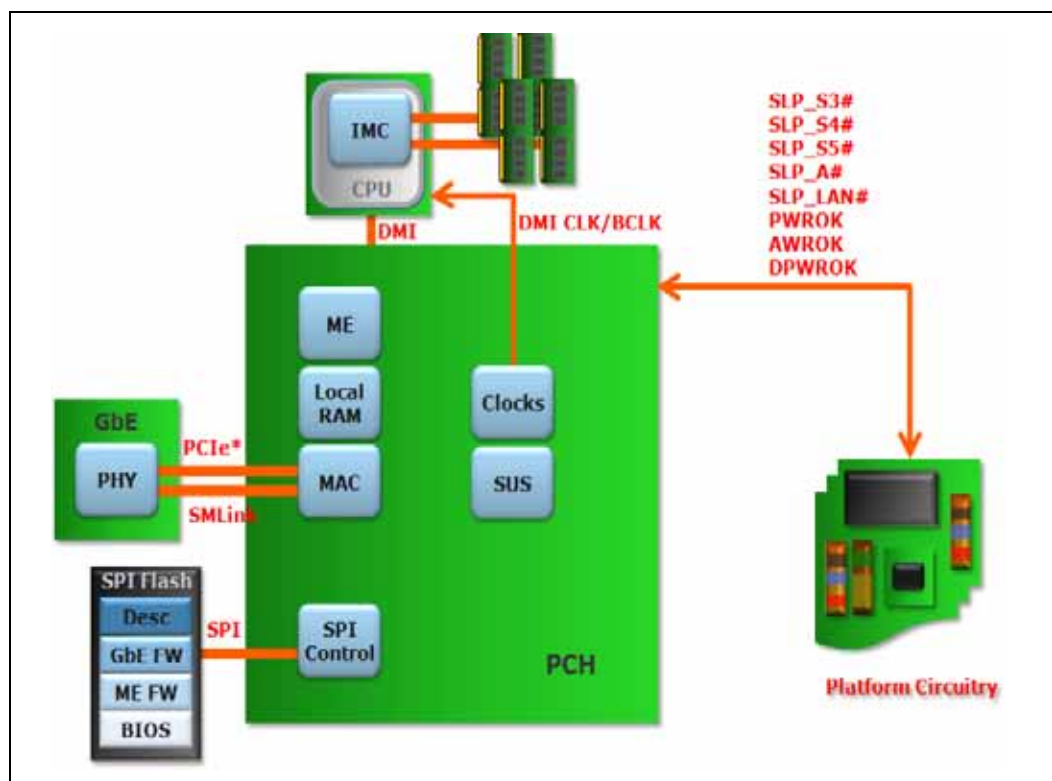 IMC
CPU
DMI
DMI CLK/BCLK
SLP_S3#
SLP_S4#
SLP_S5#
SLP_A#
SLP_LAN#
PWROK
AWROK
DPWROK
ME
Local
RAM
MAC
Clocks
SUS
GbE
PHY
PCIe*
SMLink
SPI Flash
Desc
GbE FW
ME FW
BIOS
SPI
SPI
Control
PCH
Platform Circuitry